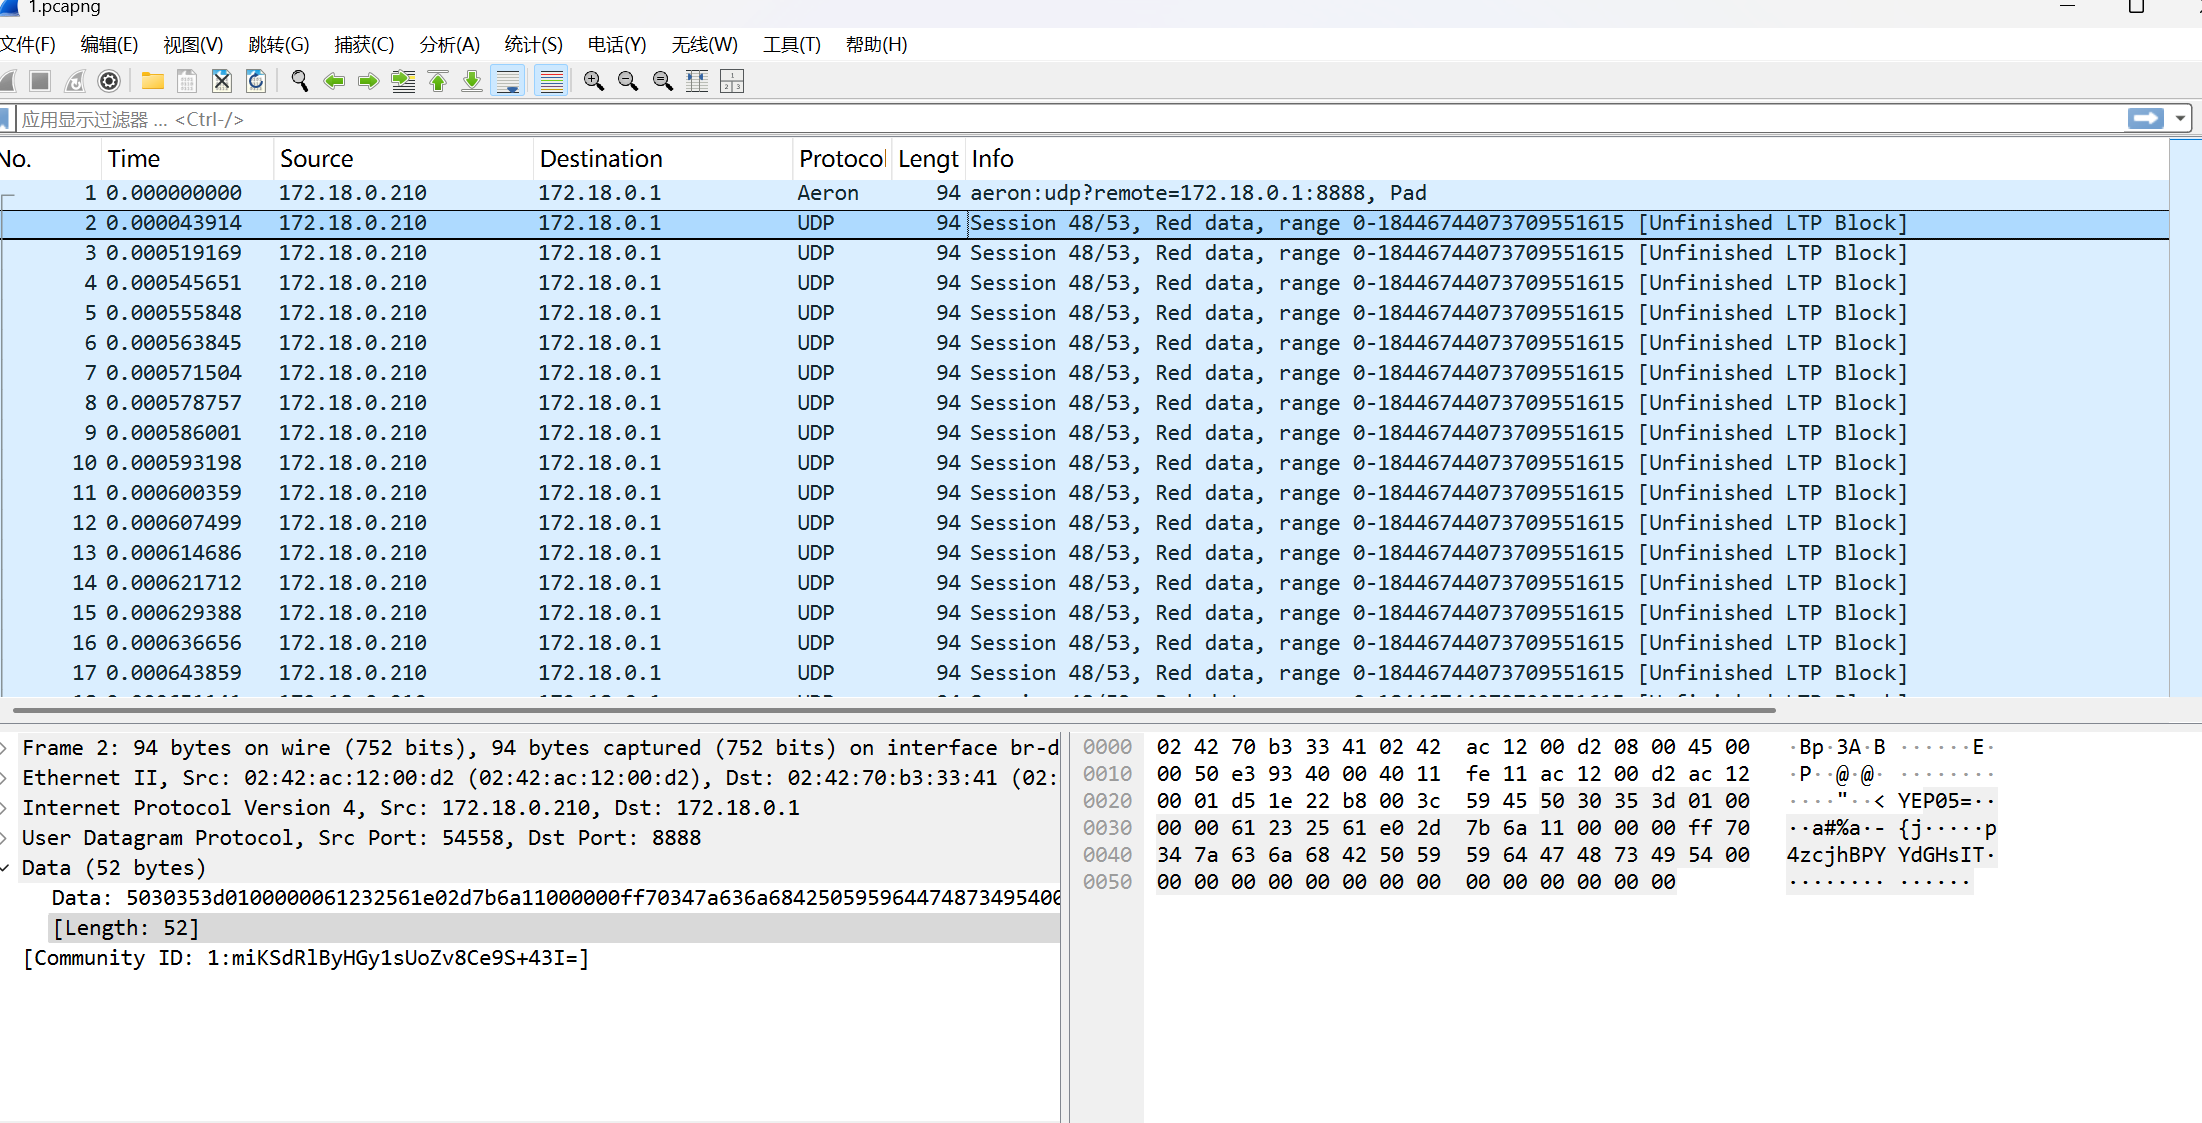 1.pcapng
文件(F) 编辑(E) 视图(V) 跳转(G) 捕获(C) 分析(A) 统计(S) 电话(Y) 无线(W) 工具(T) 帮助(H)
应用显示过滤器 … <Ctrl-/>
No. Time Source Destination Protocol Lengt Info
1 0.000000000 172.18.0.210 172.18.0.1 Aeron 94 aeron:udp?remote=172.18.0.1:8888, Pad
2 0.000043914 172.18.0.210 172.18.0.1 UDP 94 Session 48/53, Red data, range 0-18446744073709551615 [Unfinished LTP Block]
3 0.000519169 172.18.0.210 172.18.0.1 UDP 94 Session 48/53, Red data, range 0-18446744073709551615 [Unfinished LTP Block]
4 0.000545651 172.18.0.210 172.18.0.1 UDP 94 Session 48/53, Red data, range 0-18446744073709551615 [Unfinished LTP Block]
5 0.000555848 172.18.0.210 172.18.0.1 UDP 94 Session 48/53, Red data, range 0-18446744073709551615 [Unfinished LTP Block]
6 0.000563845 172.18.0.210 172.18.0.1 UDP 94 Session 48/53, Red data, range 0-18446744073709551615 [Unfinished LTP Block]
7 0.000571504 172.18.0.210 172.18.0.1 UDP 94 Session 48/53, Red data, range 0-18446744073709551615 [Unfinished LTP Block]
8 0.000578757 172.18.0.210 172.18.0.1 UDP 94 Session 48/53, Red data, range 0-18446744073709551615 [Unfinished LTP Block]
9 0.000586001 172.18.0.210 172.18.0.1 UDP 94 Session 48/53, Red data, range 0-18446744073709551615 [Unfinished LTP Block]
10 0.000593198 172.18.0.210 172.18.0.1 UDP 94 Session 48/53, Red data, range 0-18446744073709551615 [Unfinished LTP Block]
11 0.000600359 172.18.0.210 172.18.0.1 UDP 94 Session 48/53, Red data, range 0-18446744073709551615 [Unfinished LTP Block]
12 0.000607499 172.18.0.210 172.18.0.1 UDP 94 Session 48/53, Red data, range 0-18446744073709551615 [Unfinished LTP Block]
13 0.000614686 172.18.0.210 172.18.0.1 UDP 94 Session 48/53, Red data, range 0-18446744073709551615 [Unfinished LTP Block]
14 0.000621712 172.18.0.210 172.18.0.1 UDP 94 Session 48/53, Red data, range 0-18446744073709551615 [Unfinished LTP Block]
15 0.000629388 172.18.0.210 172.18.0.1 UDP 94 Session 48/53, Red data, range 0-18446744073709551615 [Unfinished LTP Block]
16 0.000636656 172.18.0.210 172.18.0.1 UDP 94 Session 48/53, Red data, range 0-18446744073709551615 [Unfinished LTP Block]
17 0.000643859 172.18.0.210 172.18.0.1 UDP 94 Session 48/53, Red data, range 0-18446744073709551615 [Unfinished LTP Block]
Frame 2: 94 bytes on wire (752 bits), 94 bytes captured (752 bits) on interface br-d
Ethernet II, Src: 02:42:ac:12:00:d2 (02:42:ac:12:00:d2), Dst: 02:42:70:b3:33:41 (02:
Internet Protocol Version 4, Src: 172.18.0.210, Dst: 172.18.0.1
User Datagram Protocol, Src Port: 54558, Dst Port: 8888
Data (52 bytes)
Data: 5030353d0100000061232561e02d7b6a11000000ff70347a636a684250595964474873495400
[Length: 52]
[Community ID: 1:miKSdRlByHGy1sUoZv8Ce9S+43I=]
0000 02 42 70 b3 33 41 02 42 ac 12 00 d2 08 00 45 00 ·Bp·3A·B ······E·
0010 00 50 e3 93 40 00 40 11 fe 11 ac 12 00 d2 ac 12 ·P··@·@· ········
0020 00 01 d5 1e 22 b8 00 3c 59 45 50 30 35 3d 01 00 ····"··< YEP05=··
0030 00 00 61 23 25 61 e0 2d 7b 6a 11 00 00 00 ff 70 ··a#%a·- {j·····p
0040 34 7a 63 6a 68 42 50 59 59 64 47 48 73 49 54 00 4zcjhBPY YdGHsIT·
0050 00 00 00 00 00 00 00 00 00 00 00 00 00 00 ········ ······